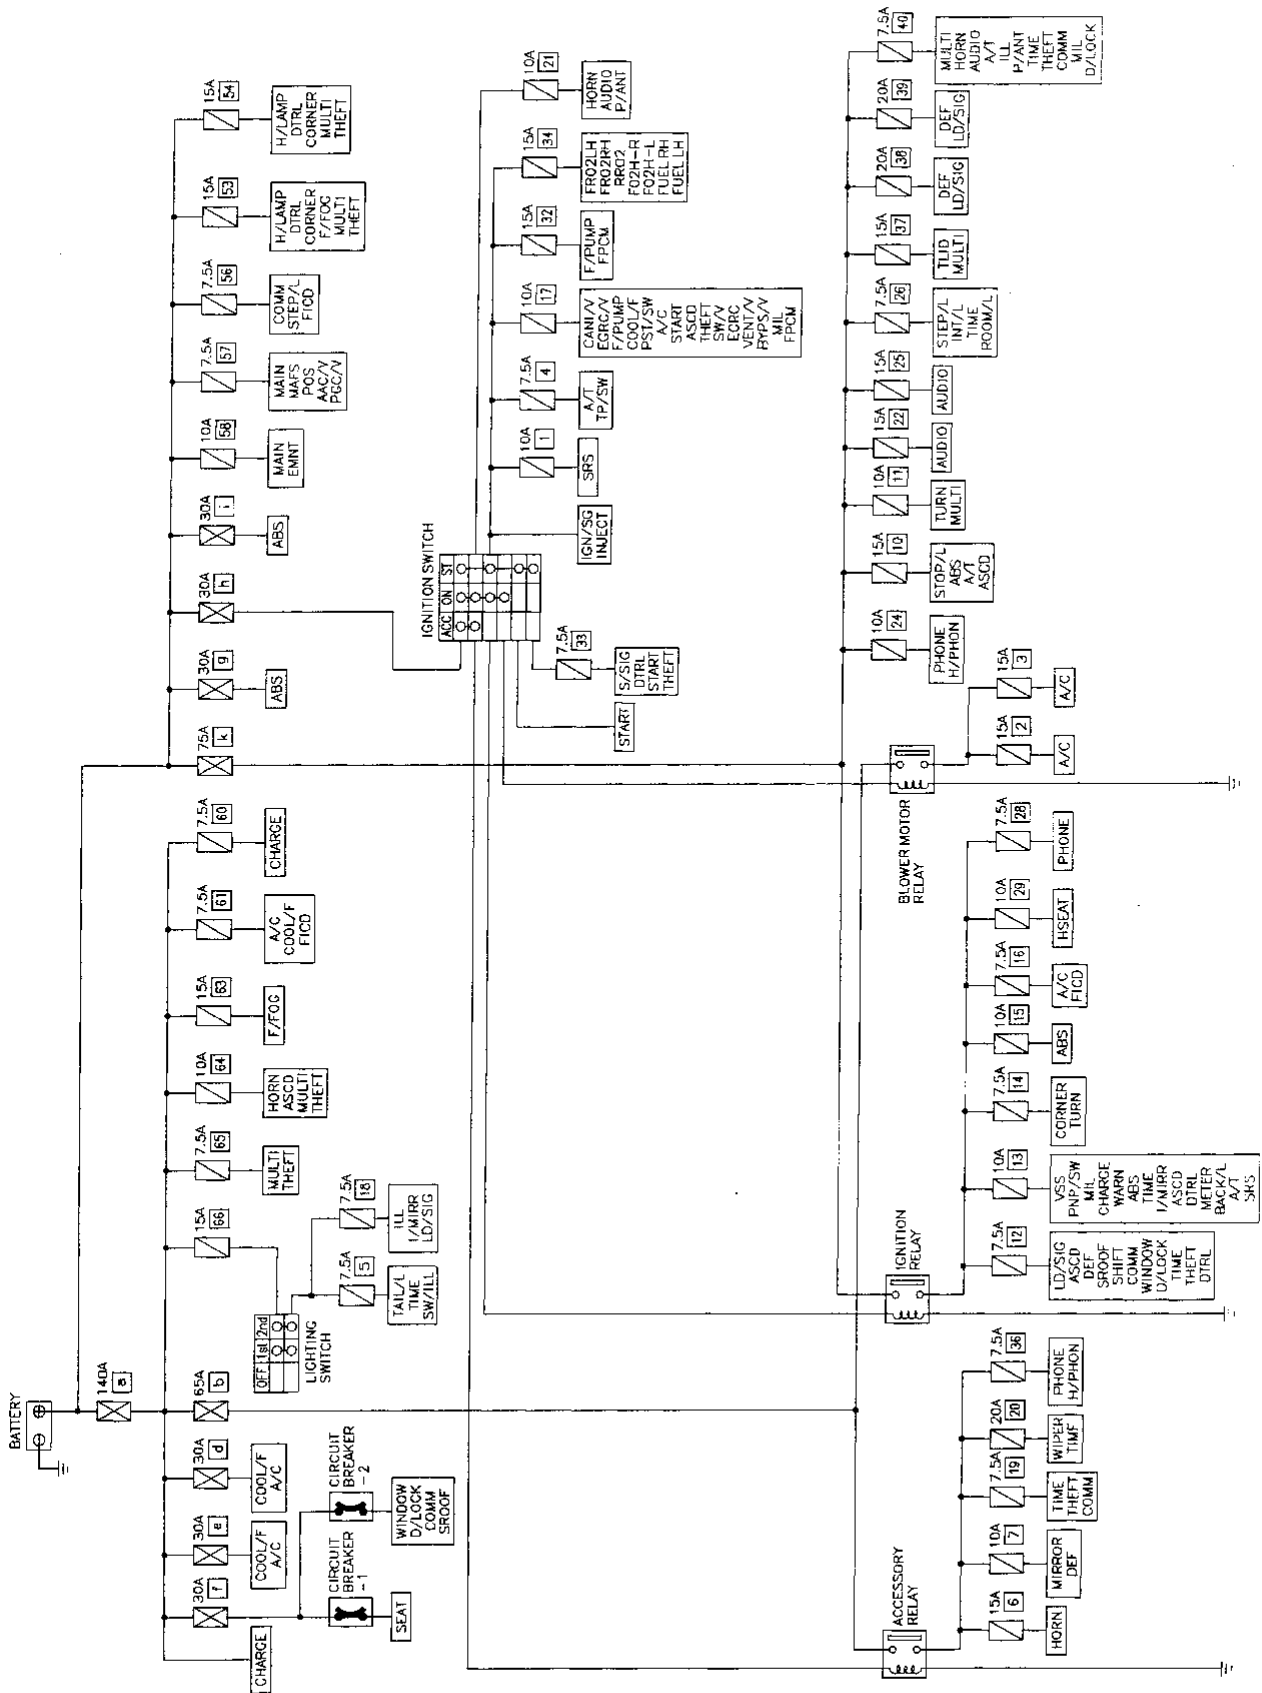 BATTERY
140A
a
CHARGE
30A
f
CIRCUIT
BREAKER
-1
SEAT
CIRCUIT
BREAKER
-2
WINDOW
D/LOCK
COMM
SROOF
30A
e
COOL/F
A/C
30A
d
COOL/F
A/C
65A
b
15A
66
OFF
1st
2nd
LIGHTING
SWITCH
7.5A
5
TAIL/L
TIME
SW/ILL
7.5A
18
ILL
I/MIRR
LD/SIG
7.5A
65
MULTI
THEFT
10A
64
HORN
ASCD
MULTI
THEFT
15A
63
F/FOG
7.5A
61
A/C
COOL/F
FICD
7.5A
60
CHARGE
75A
k
30A
g
ABS
30A
h
30A
i
ABS
10A
58
MAIN
EMNT
7.5A
57
MAIN
MAFS
POS
AAC/V
PGC/V
7.5A
56
COMM
STEP/L
FICD
15A
53
H/LAMP
DTRL
CORNER
F/FOG
MULTI
THEFT
15A
54
H/LAMP
DTRL
CORNER
MULTI
THEFT
IGNITION SWITCH
ACC
ON
ST
START
7.5A
33
S/SIG
DTRL
START
THEFT
IGN/SG
INJECT
10A
1
SRS
7.5A
4
A/T
TP/SW
10A
17
CANI/V
EGRC/V
F/PUMP
COOL/F
PST/SW
A/C
START
ASCD
THEFT
SW/V
EGRC
VENT/V
BYPS/V
MIL
FPCM
15A
32
F/PUMP
FPCM
15A
34
FRO2LH
FRO2RH
RRO2
FO2H-R
FO2H-L
FUEL RH
FUEL LH
10A
21
HORN
AUDIO
P/ANT
ACCESSORY
RELAY
15A
6
HORN
10A
7
MIRROR
DEF
7.5A
19
TIME
THEFT
COMM
20A
20
WIPER
TIME
7.5A
36
PHONE
H/PHON
IGNITION
RELAY
7.5A
12
LD/SIG
ASCD
DEF
SROOF
SHIFT
COMM
WINDOW
D/LOCK
TIME
THEFT
DTRL
10A
13
VSS
PNP/SW
MIL
CHARGE
WARN
ABS
TIME
I/MIRR
ASCD
DTRL
METER
BACK/L
A/T
SRS
7.5A
14
CORNER
TURN
10A
15
ABS
7.5A
16
A/C
FICD
10A
29
HSEAT
7.5A
28
PHONE
BLOWER MOTOR
RELAY
15A
2
A/C
15A
3
A/C
10A
24
PHONE
H/PHON
15A
10
STOP/L
ABS
A/T
ASCD
10A
11
TURN
MULTI
15A
22
AUDIO
15A
25
AUDIO
7.5A
26
STEP/L
INT/L
TIME
ROOM/L
15A
37
TLID
MULTI
20A
38
DEF
LD/SIG
20A
39
DEF
LD/SIG
7.5A
40
MULTI
HORN
AUDIO
A/T
ILL
P/ANT
TIME
THEFT
COMM
MIL
D/LOCK